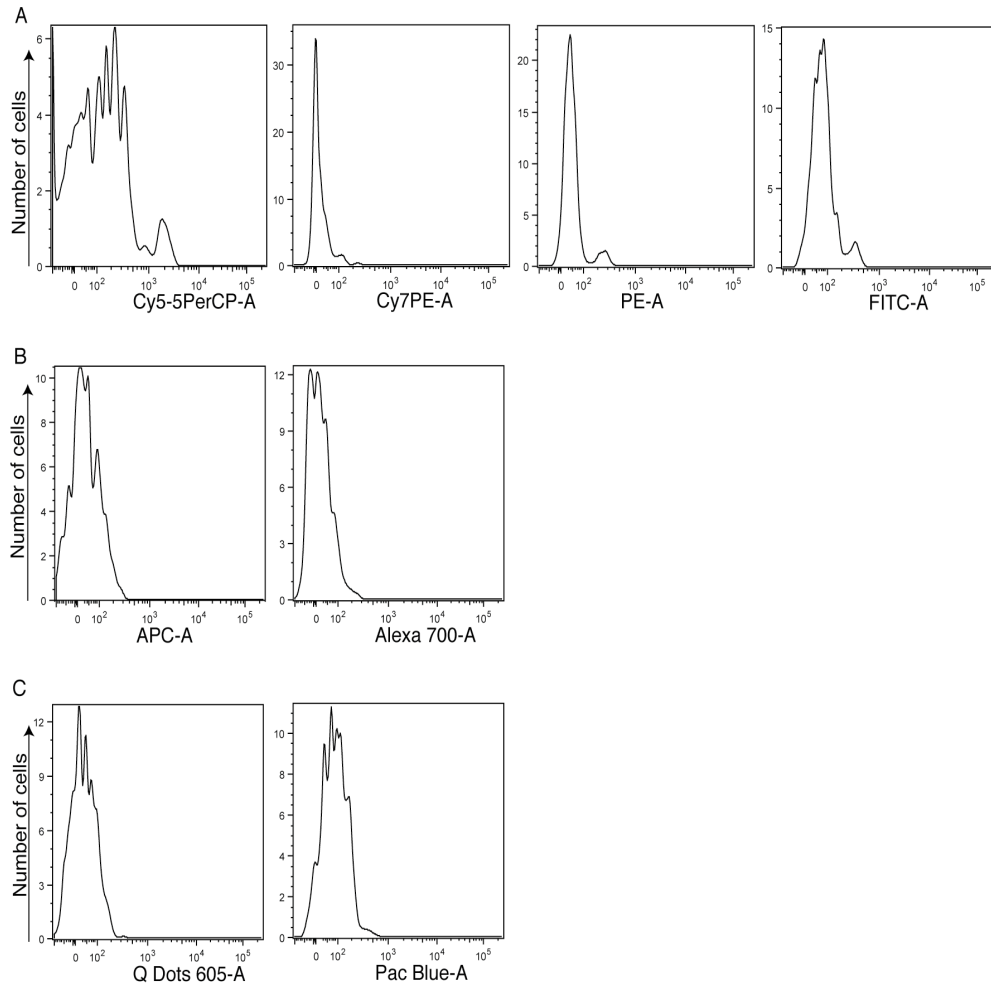 A
Number of cells
6
4
2
0
0 10² 10³ 10⁴ 10⁵
Cy5-5PerCP-A
30
20
10
0
0 10² 10³ 10⁴ 10⁵
Cy7PE-A
20
15
10
5
0
0 10² 10³ 10⁴ 10⁵
PE-A
15
10
5
0
0 10² 10³ 10⁴ 10⁵
FITC-A
B
Number of cells
10
8
6
4
2
0
0 10² 10³ 10⁴ 10⁵
APC-A
12
9
6
3
0
0 10² 10³ 10⁴ 10⁵
Alexa 700-A
C
Number of cells
12
9
6
3
0
0 10² 10³ 10⁴ 10⁵
Q Dots 605-A
10
8
6
4
2
0
0 10² 10³ 10⁴ 10⁵
Pac Blue-A